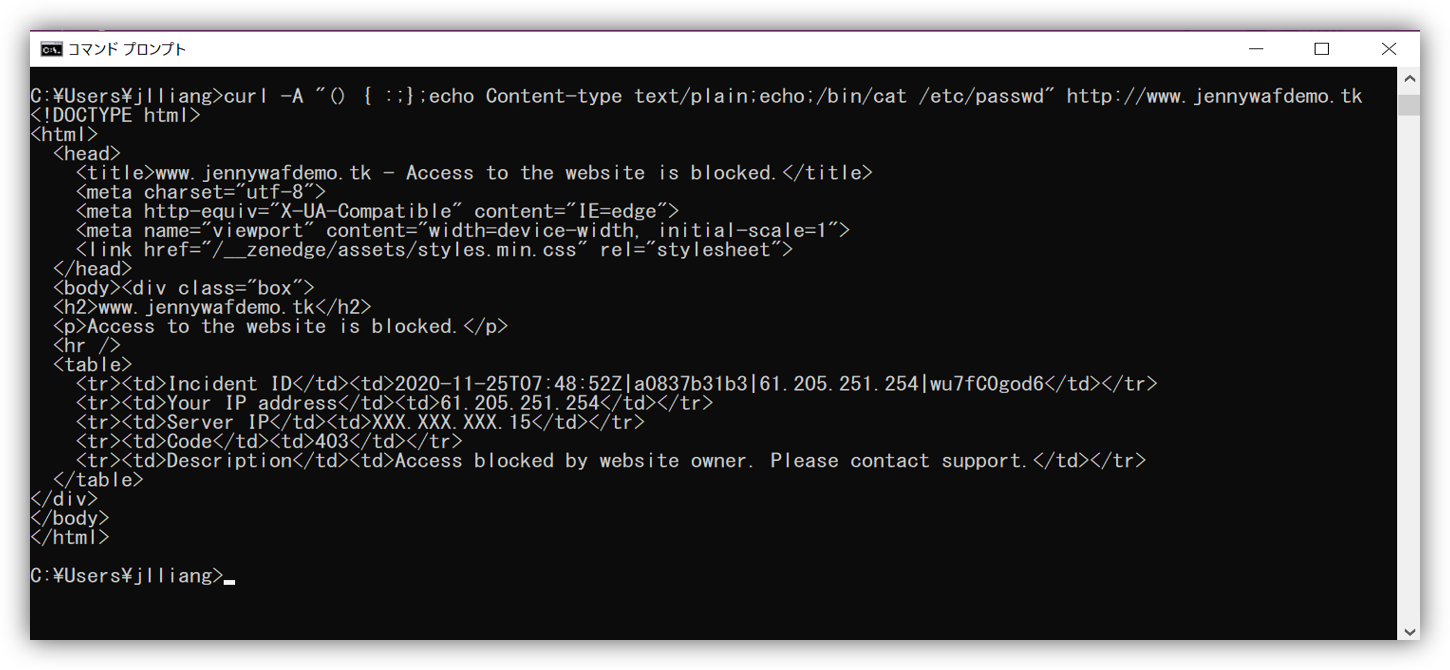 コマンド プロンプト
C:¥Users¥jlliang>curl -A "() { :;};echo Content-type text/plain;echo;/bin/cat /etc/passwd" http://www.jennywafdemo.tk
<!DOCTYPE html>
<html>
<head>
<title>www.jennywafdemo.tk - Access to the website is blocked.</title>
<meta charset="utf-8">
<meta http-equiv="X-UA-Compatible" content="IE=edge">
<meta name="viewport" content="width=device-width, initial-scale=1">
<link href="/__zenedge/assets/styles.min.css" rel="stylesheet">
</head>
<body><div class="box">
<h2>www.jennywafdemo.tk</h2>
<p>Access to the website is blocked.</p>
<hr />
<table>
<tr><td>Incident ID</td><td>2020-11-25T07:48:52Z|a0837b31b3|61.205.251.254|wu7fC0god6</td></tr>
<tr><td>Your IP address</td><td>61.205.251.254</td></tr>
<tr><td>Server IP</td><td>XXX.XXX.XXX.15</td></tr>
<tr><td>Code</td><td>403</td></tr>
<tr><td>Description</td><td>Access blocked by website owner. Please contact support.</td></tr>
</table>
</div>
</body>
</html>
C:¥Users¥jlliang>